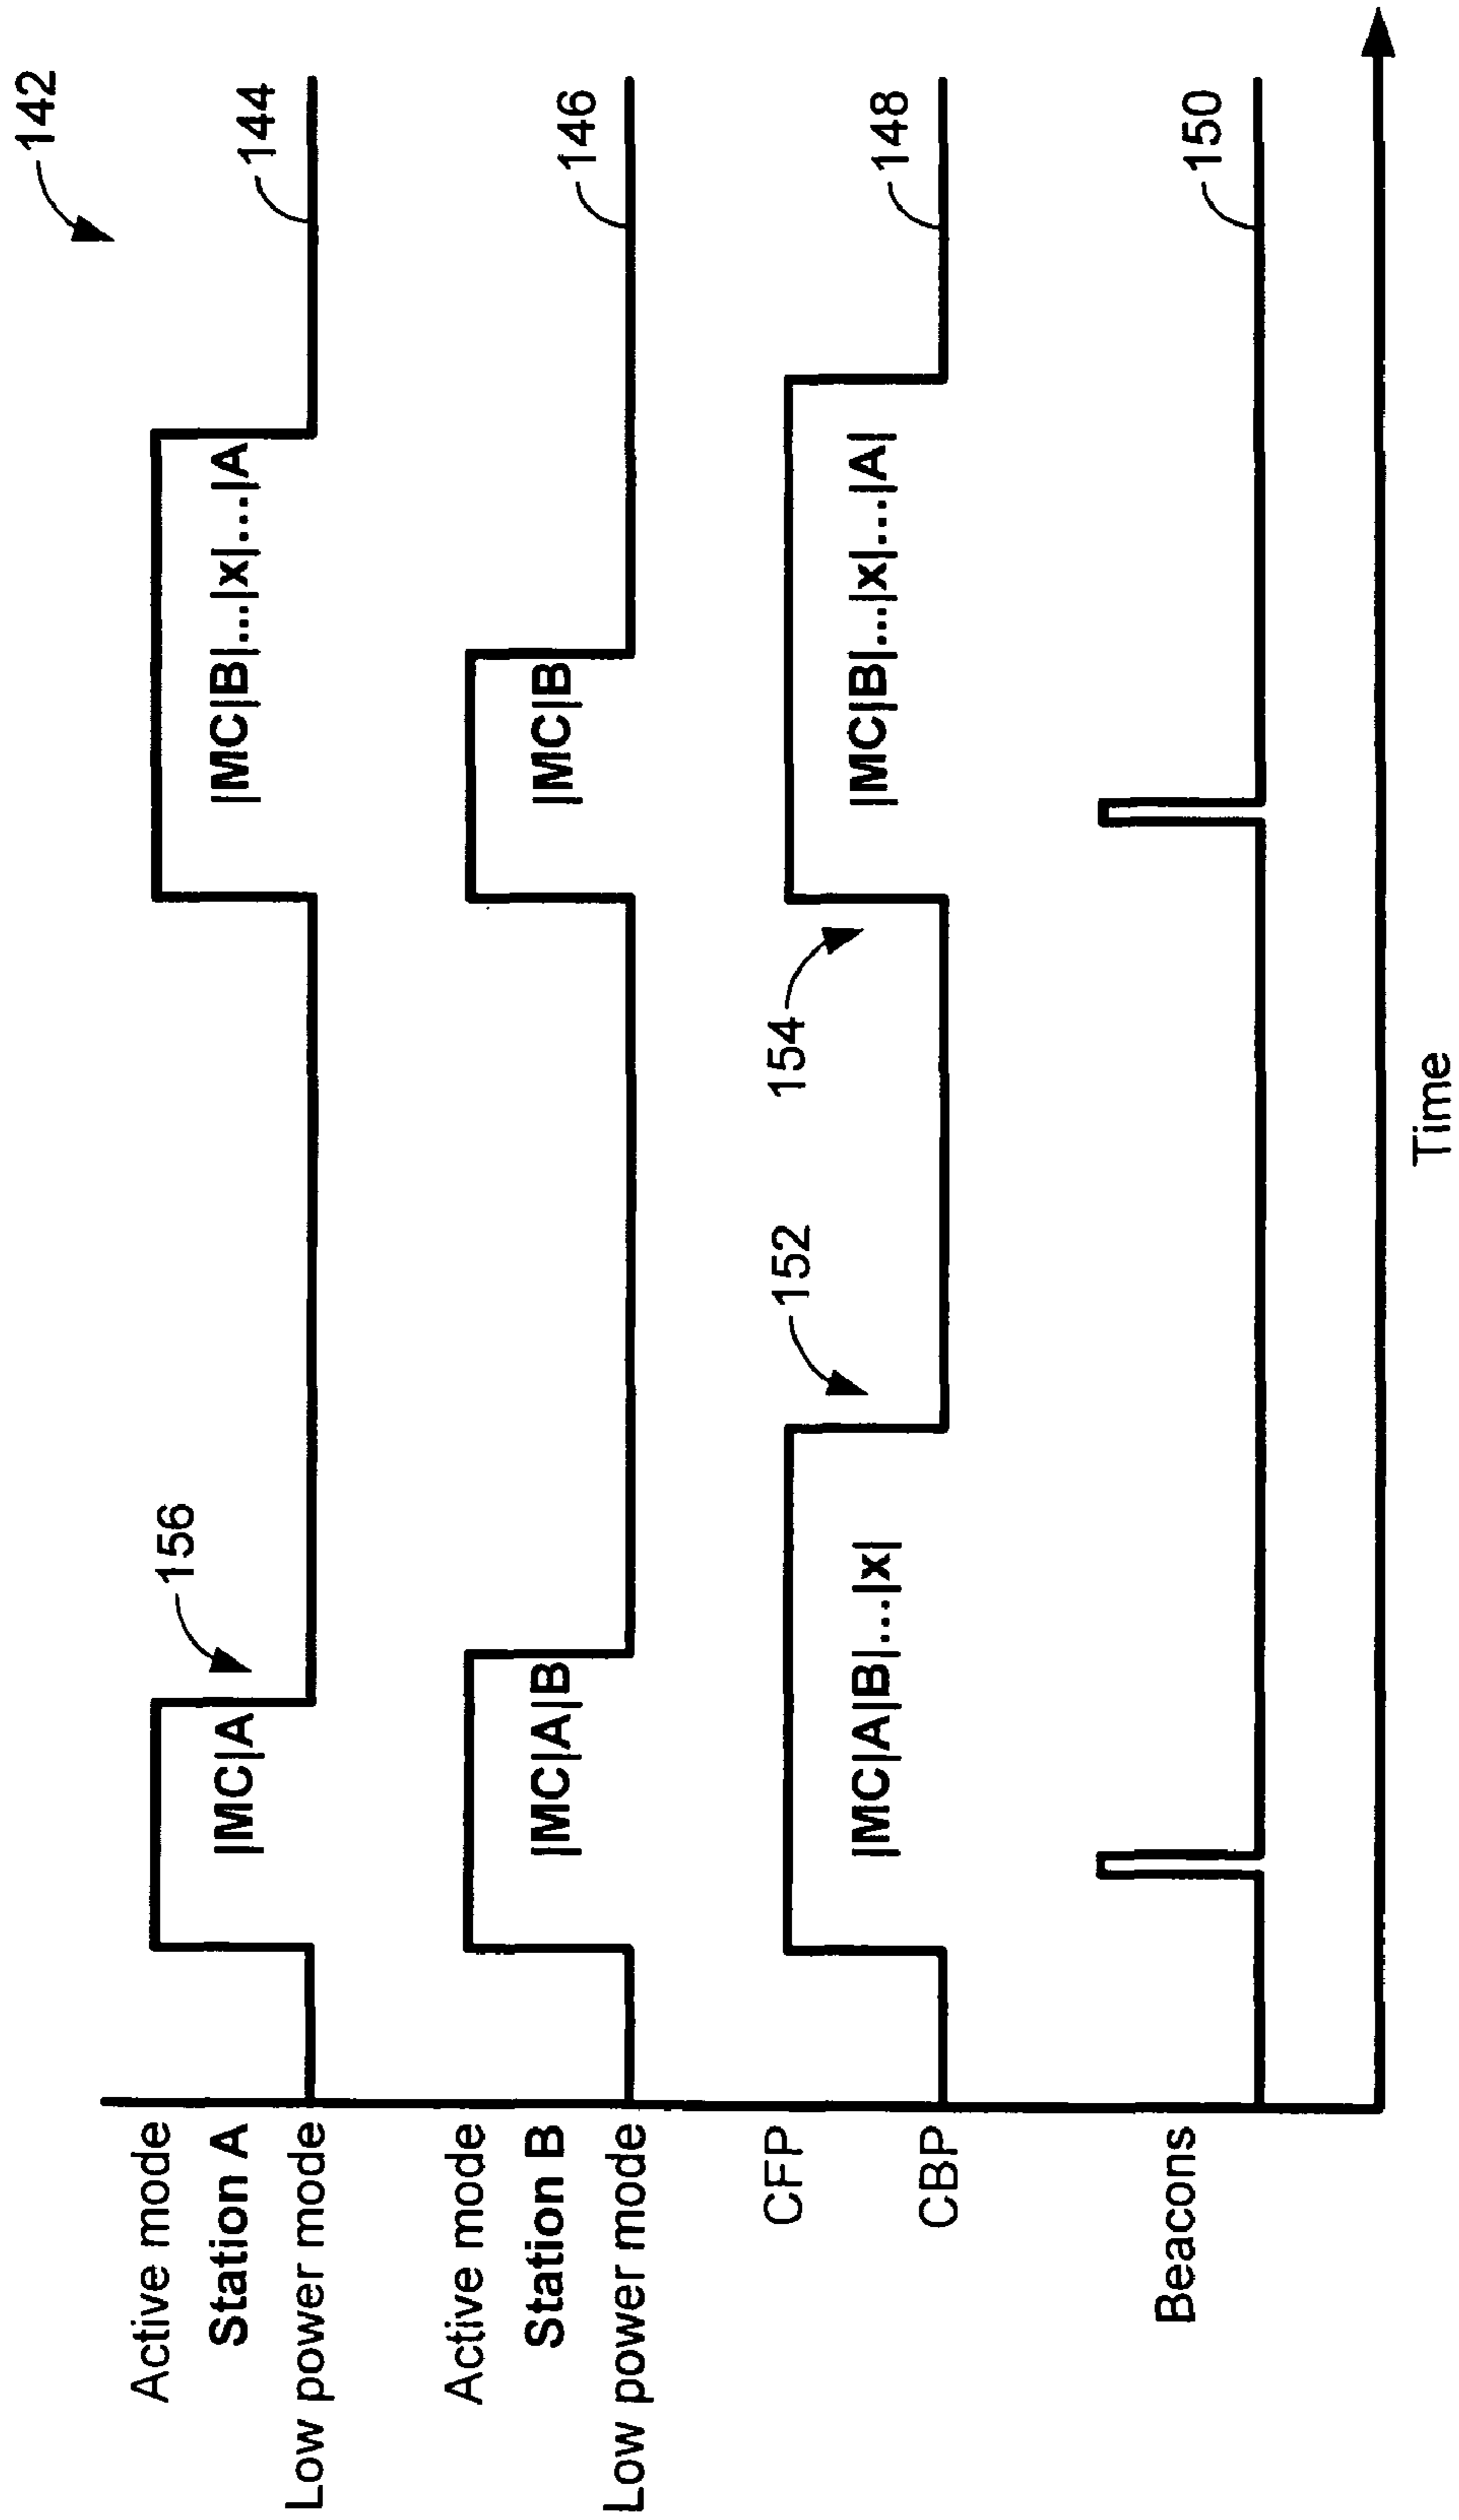 142
Active mode
Station A
Low power mode
|MC|A|
156
|MC|B|...|x|...|A
144
Active mode
Station B
Low power mode
|MC|A|B
|MC|B
146
CFP
CBP
|MC|A|B|...|x|
152
154
|MC|B|...|x|...|A|
148
Beacons
150
Time